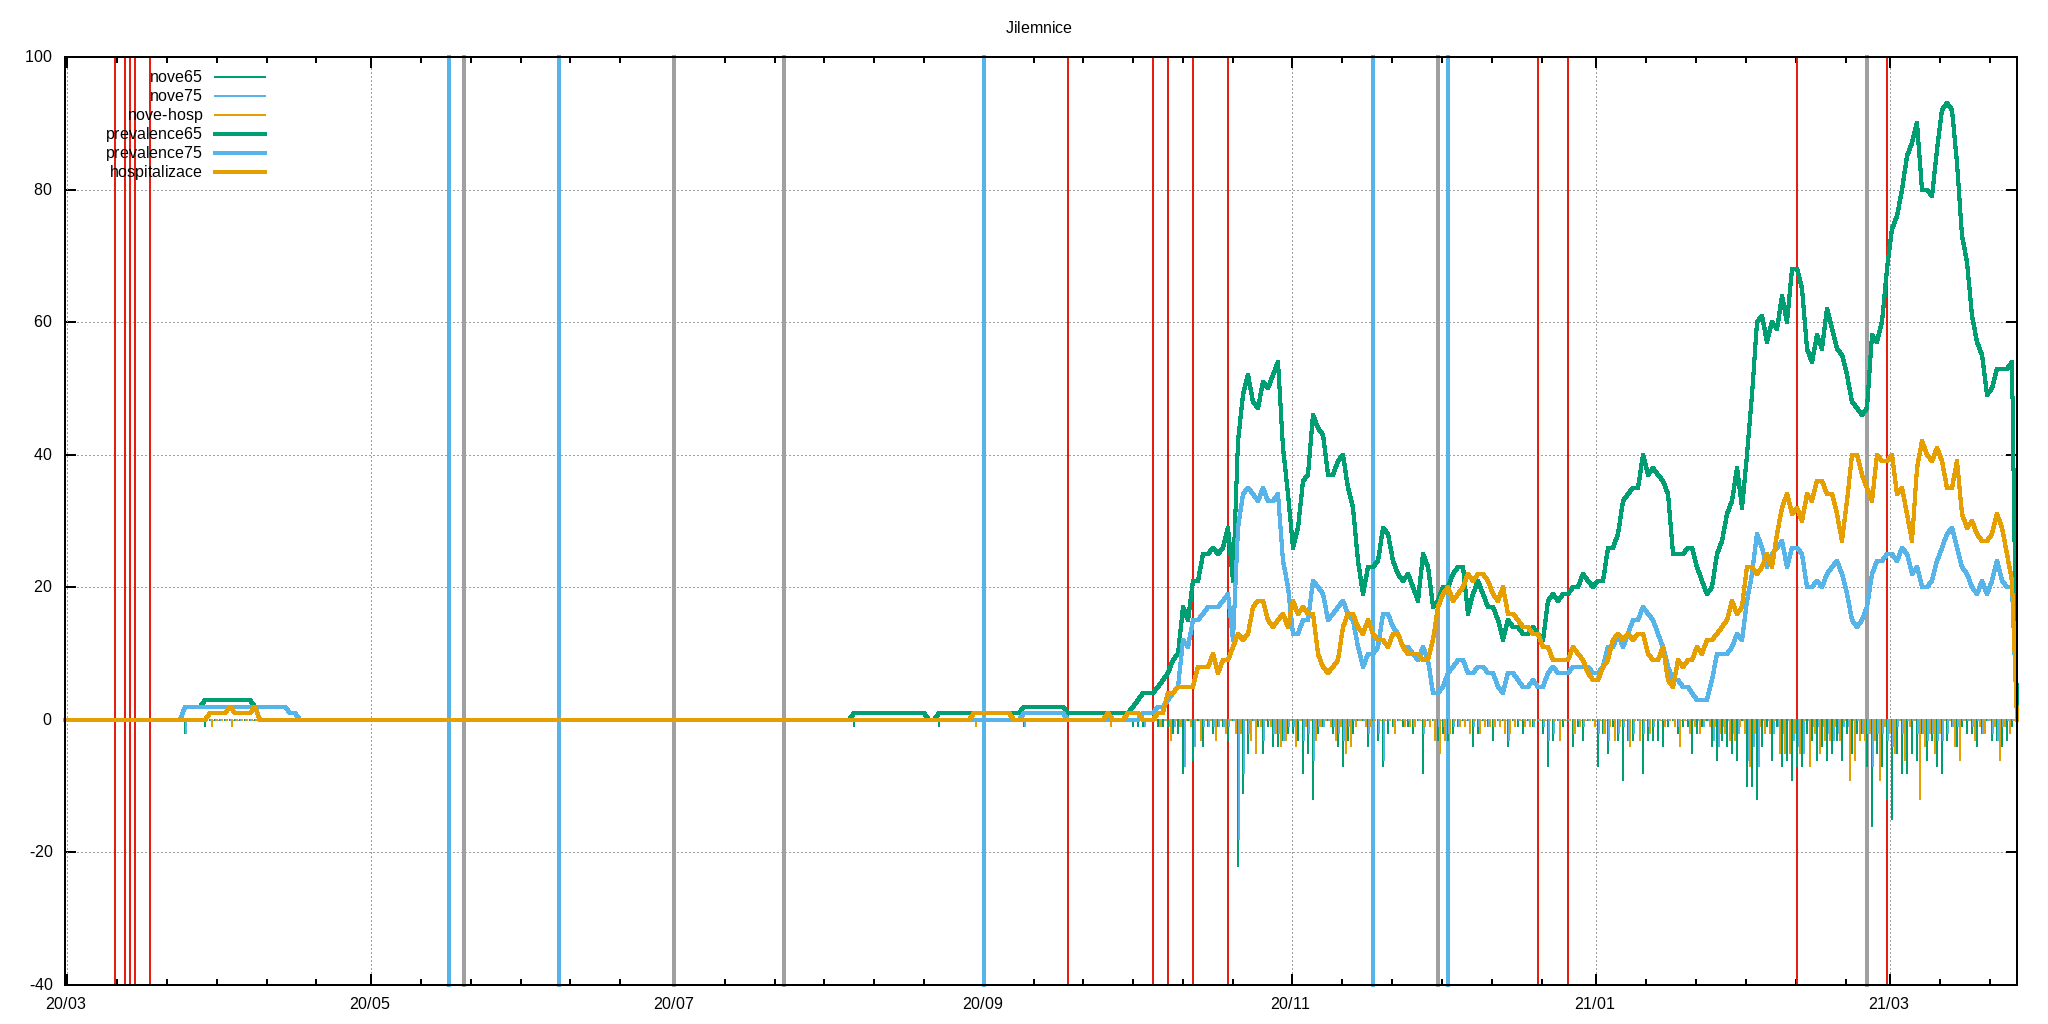 Jilemnice
100
80
60
40
20
0
-20
-40
nove65
nove75
nove-hosp
prevalence65
prevalence75
hospitalizace
20/03 20/05 20/07 20/09 20/11 21/01 21/03